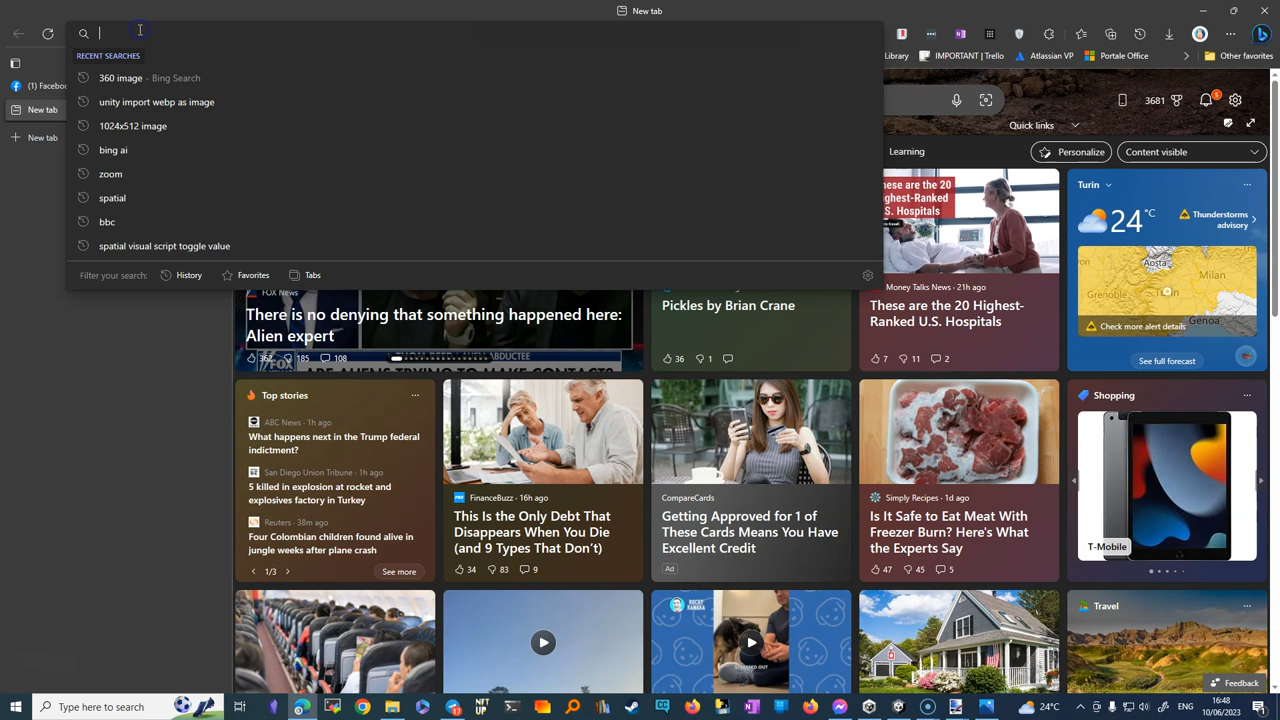 New tab
RECENT SEARCHES
360 image - Bing Search
unity import webp as image
1024x512 image
bing ai
zoom
spatial
bbc
spatial visual script toggle value
Filter your search:
History
Favorites
Tabs
(1) Faceboo
New tab
New tab
Library
IMPORTANT | Trello
Atlassian VP
Portale Office
Other favorites
3681
5
Quick links
Learning
Personalize
Content visible
FOX News
There is no denying that something happened here:
Alien expert
362
185
108
FOX
Pickles by Brian Crane
36
1
hese are the 20
ighest-Ranked
.S. Hospitals
Money Talks News · 21h ago
These are the 20 Highest-
Ranked U.S. Hospitals
7
11
2
Turin
24 °C
Thunderstorms
advisory
Aosta
Milan
Grenoble
Turin
Genoa
Check more alert details
See full forecast
Top stories
ABC News · 1h ago
What happens next in the Trump federal
indictment?
San Diego Union Tribune · 1h ago
5 killed in explosion at rocket and
explosives factory in Turkey
Reuters · 38m ago
Four Colombian children found alive in
jungle weeks after plane crash
1/3
See more
FinanceBuzz · 16h ago
This Is the Only Debt That
Disappears When You Die
(and 9 Types That Don't)
34
83
9
CompareCards
Getting Approved for 1 of
These Cards Means You Have
Excellent Credit
Ad
Simply Recipes · 1d ago
Is It Safe to Eat Meat With
Freezer Burn? Here's What
the Experts Say
47
45
5
Shopping
T-Mobile
Travel
Feedback
Type here to search
NFT
UP
17
24°C
16:48
10/06/2023